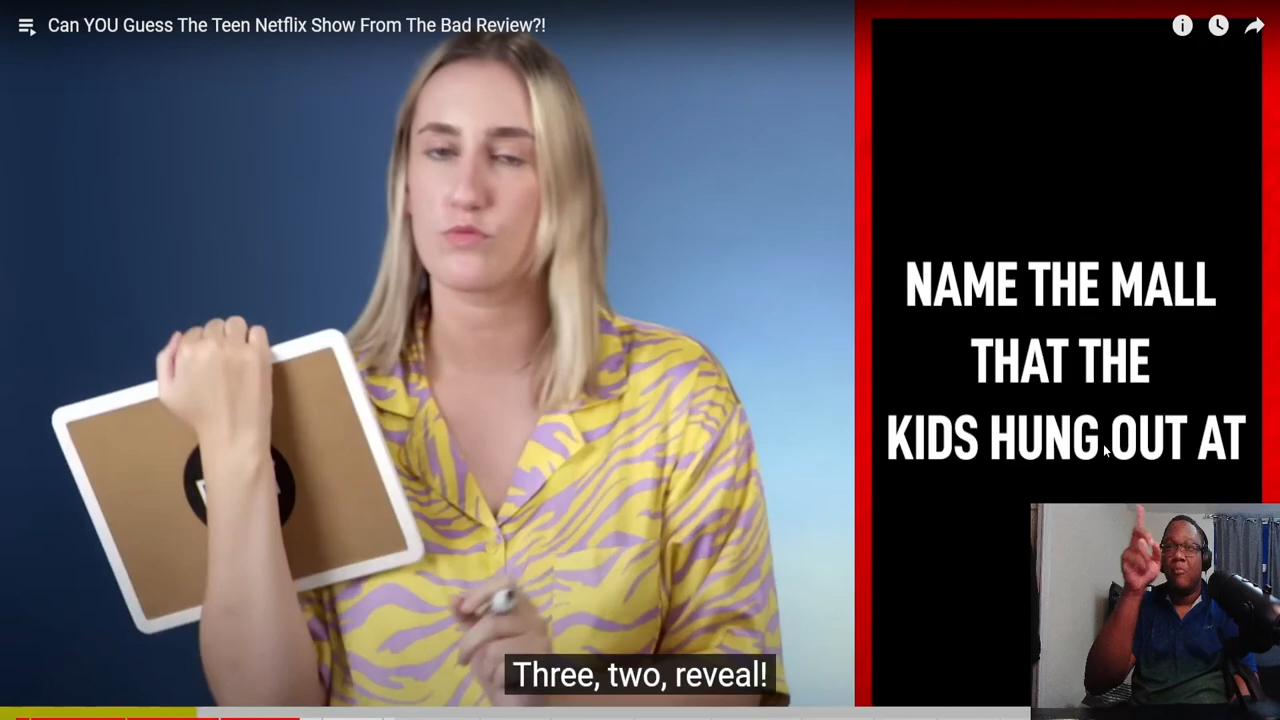 Can YOU Guess The Teen Netflix Show From The Bad Review?!
NAME THE MALL
THAT THE
KIDS HUNG OUT AT
Three, two, reveal!